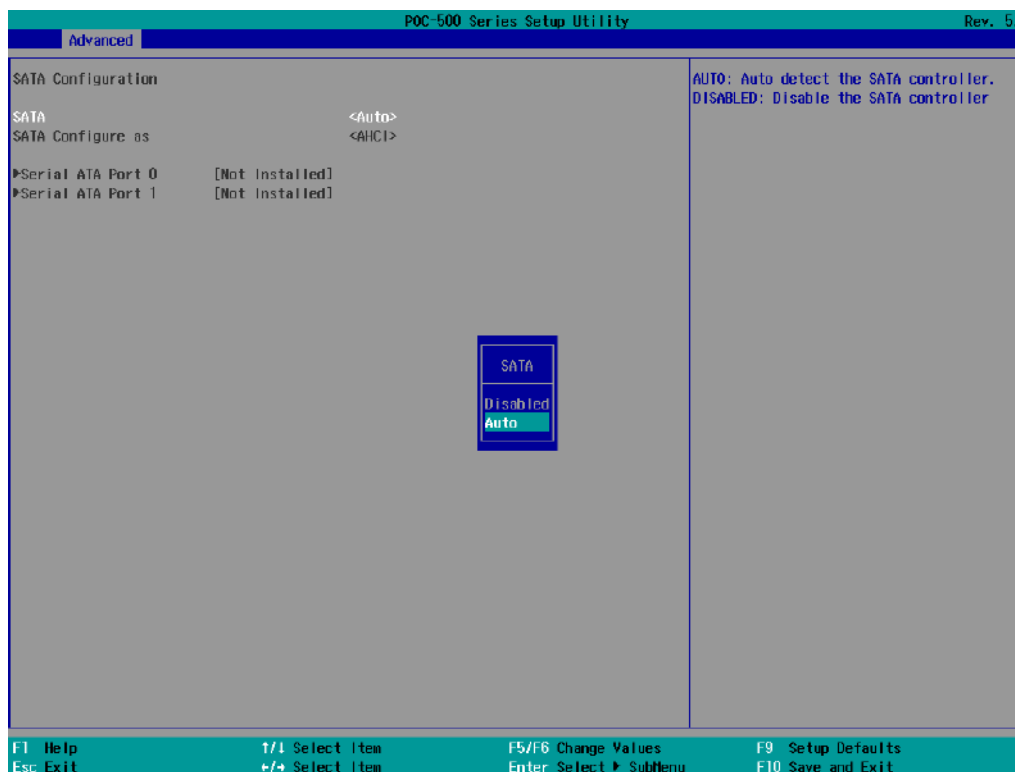 POC-500 Series Setup Utility Rev. 5
Advanced
SATA Configuration
SATA <Auto>
SATA Configure as <AHCI>
▶Serial ATA Port 0 [Not Installed]
▶Serial ATA Port 1 [Not Installed]
AUTO: Auto detect the SATA controller.
DISABLED: Disable the SATA controller
SATA
Disabled
Auto
F1 Help ↑/↓ Select Item F5/F6 Change Values F9 Setup Defaults
Esc Exit ←/→ Select Item Enter Select ▶ SubMenu F10 Save and Exit